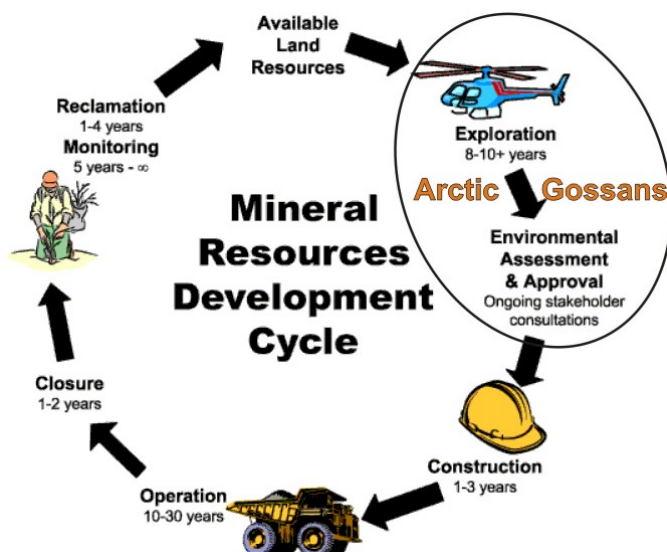 Available
Land
Resources
Exploration
8-10+ years
Arctic Gossans
Environmental
Assessment
& Approval
Ongoing stakeholder
consultations
Construction
1-3 years
Operation
10-30 years
Closure
1-2 years
Reclamation
1-4 years
Monitoring
5 years - ∞
Mineral
Resources
Development
Cycle